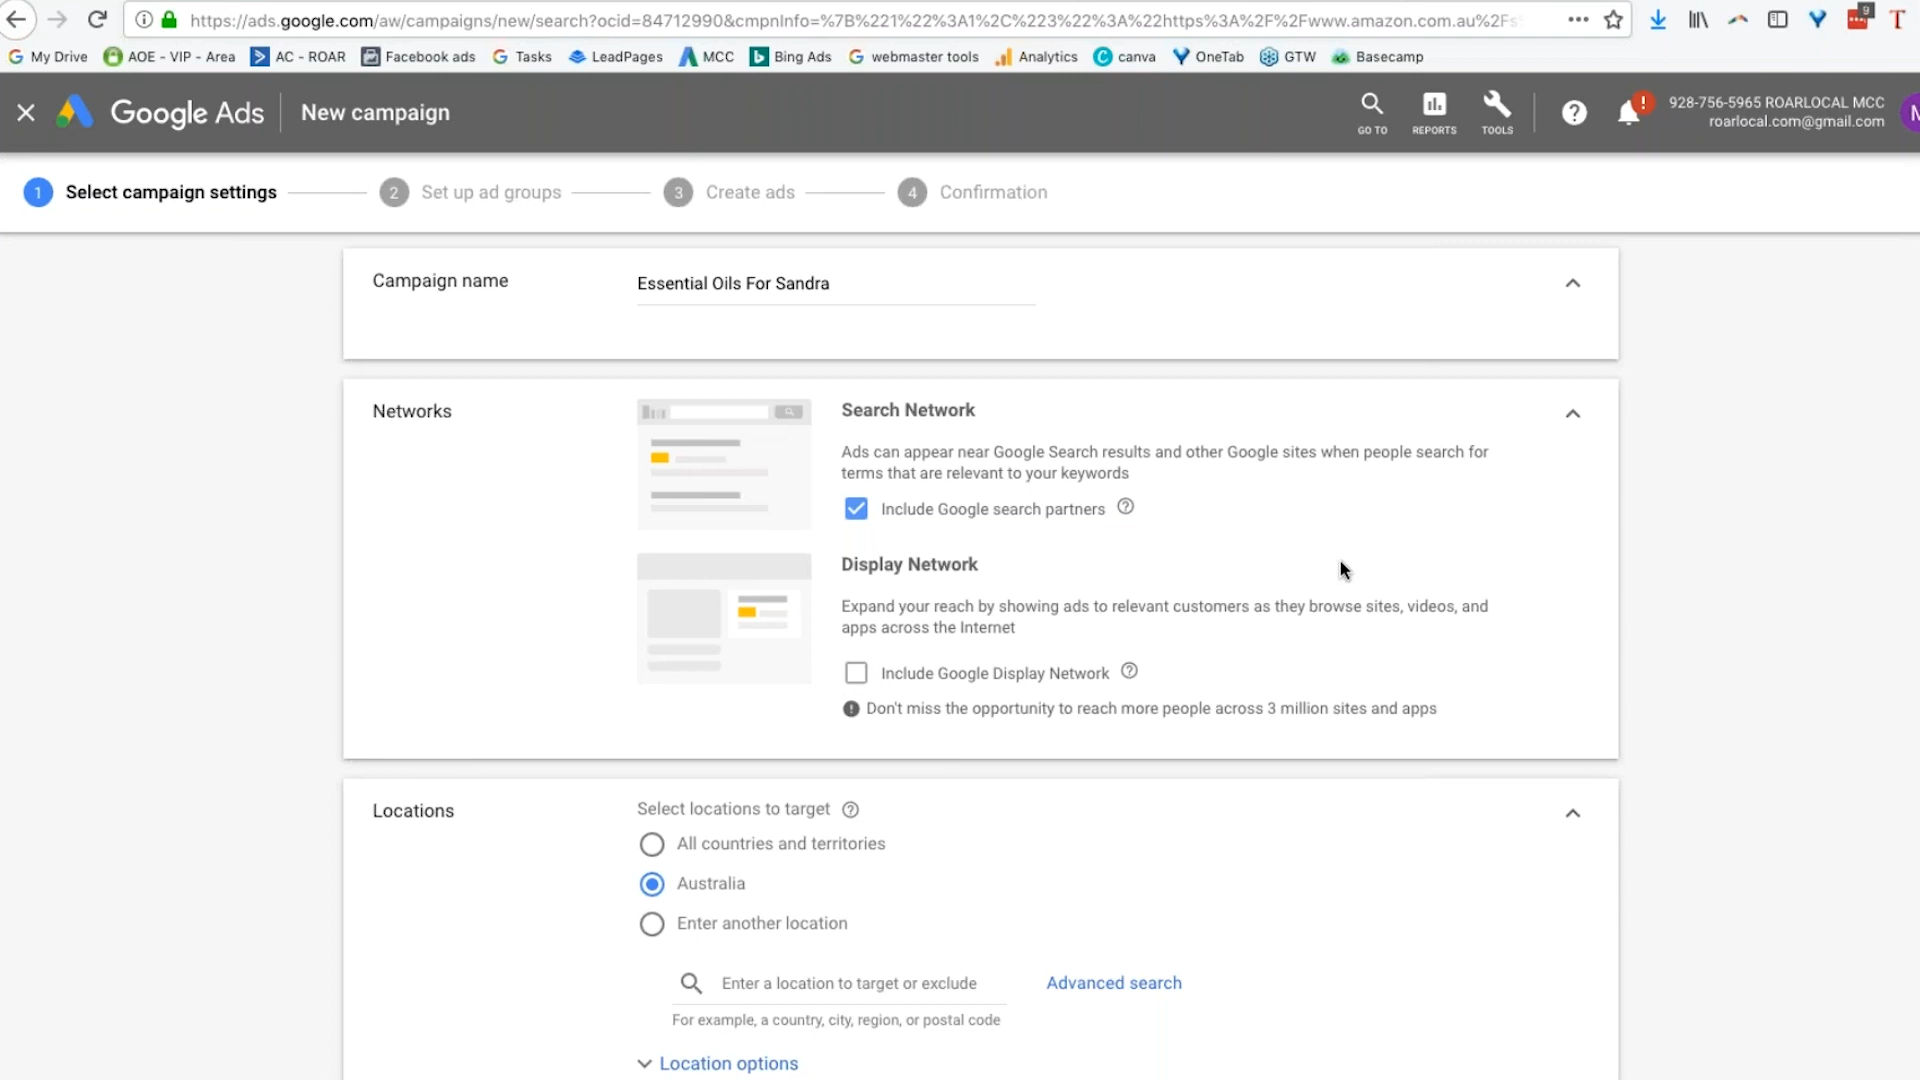 https://ads.google.com/aw/campaigns/new/search?ocid=84712990&cmpnInfo=%7B%221%22%3A1%2C%223%22%3A%22https%3A%2F%2Fwww.amazon.com.au%2Fs
9
T
My Drive
AOE - VIP - Area
AC - ROAR
Facebook ads
Tasks
LeadPages
MCC
Bing Ads
webmaster tools
Analytics
canva
OneTab
GTW
Basecamp
Google Ads
New campaign
GO TO
REPORTS
TOOLS
928-756-5965 ROARLOCAL MCC
roarlocal.com@gmail.com
1 Select campaign settings
2 Set up ad groups
3 Create ads
4 Confirmation
Campaign name
Essential Oils For Sandra
Networks
Search Network
Ads can appear near Google Search results and other Google sites when people search for
terms that are relevant to your keywords
Include Google search partners
Display Network
Expand your reach by showing ads to relevant customers as they browse sites, videos, and
apps across the Internet
Include Google Display Network
Don't miss the opportunity to reach more people across 3 million sites and apps
Locations
Select locations to target
All countries and territories
Australia
Enter another location
Enter a location to target or exclude
Advanced search
For example, a country, city, region, or postal code
Location options